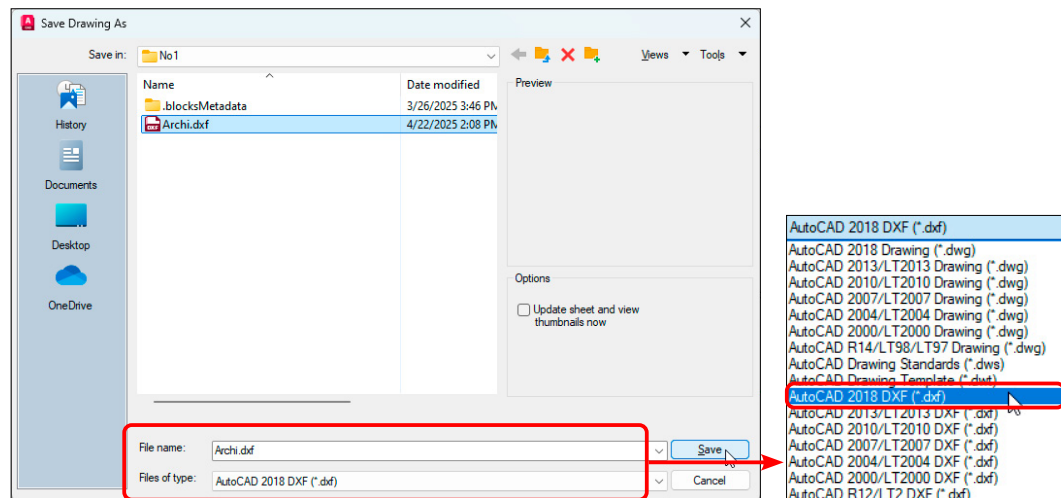 Save Drawing As
Save in: No1 Views Tools
Name Date modified
.blocksMetadata 3/26/2025 3:46 PM
Archi.dxf 4/22/2025 2:08 PM
History
Documents
Desktop
OneDrive
Preview
Options
Update sheet and view
thumbnails now
File name: Archi.dxf Save
Files of type: AutoCAD 2018 DXF (*.dxf) Cancel
AutoCAD 2018 DXF (*.dxf)
AutoCAD 2018 Drawing (*.dwg)
AutoCAD 2013/LT2013 Drawing (*.dwg)
AutoCAD 2010/LT2010 Drawing (*.dwg)
AutoCAD 2007/LT2007 Drawing (*.dwg)
AutoCAD 2004/LT2004 Drawing (*.dwg)
AutoCAD 2000/LT2000 Drawing (*.dwg)
AutoCAD R14/LT98/LT97 Drawing (*.dwg)
AutoCAD Drawing Standards (*.dws)
AutoCAD Drawing Template (*.dwt)
AutoCAD 2018 DXF (*.dxf)
AutoCAD 2013/LT2013 DXF (*.dxf)
AutoCAD 2010/LT2010 DXF (*.dxf)
AutoCAD 2007/LT2007 DXF (*.dxf)
AutoCAD 2004/LT2004 DXF (*.dxf)
AutoCAD 2000/LT2000 DXF (*.dxf)
AutoCAD R12/LT2 DXF (*.dxf)